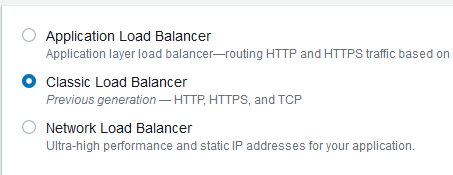 Application Load Balancer
Application layer load balancer—routing HTTP and HTTPS traffic based on
Classic Load Balancer
Previous generation — HTTP, HTTPS, and TCP
Network Load Balancer
Ultra-high performance and static IP addresses for your application.